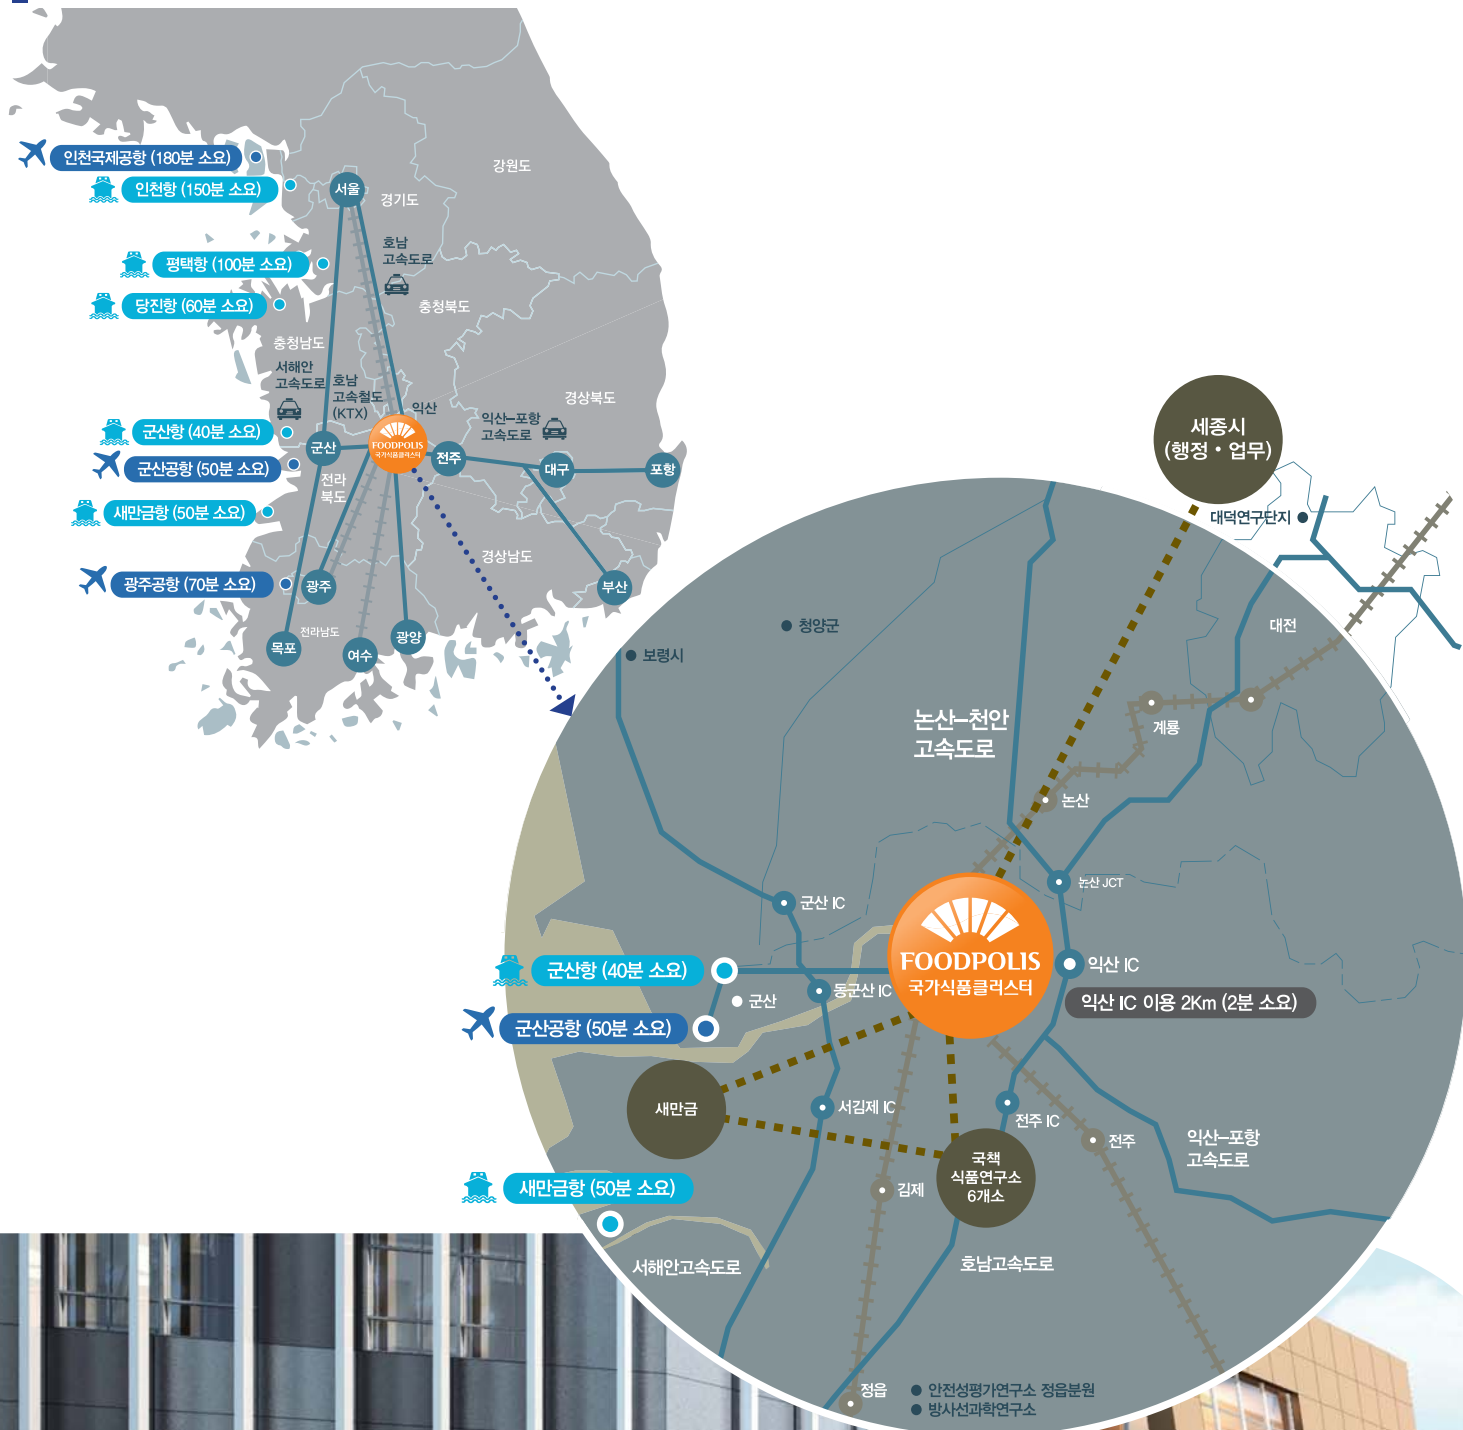 인천국제공항 (180분 소요)
인천항 (150분 소요)
평택항 (100분 소요)
당진항 (60분 소요)
군산항 (40분 소요)
군산공항 (50분 소요)
새만금항 (50분 소요)
광주공항 (70분 소요)
강원도
서울
경기도
호남
고속도로
충청북도
충청남도
서해안
고속도로
호남
고속철도
(KTX)
익산
익산–포항
고속도로
경상북도
군산
FOODPOLIS
국가식품클러스터
전주
대구
포항
전라
북도
경상남도
부산
광주
전라남도
목포
여수
광양
세종시
(행정 • 업무)
대덕연구단지
대전
청양군
보령시
논산–천안
고속도로
계룡
논산
논산 JCT
군산 IC
FOODPOLIS
국가식품클러스터
익산 IC
익산 IC 이용 2Km (2분 소요)
군산항 (40분 소요)
동군산 IC
군산
군산공항 (50분 소요)
새만금
서김제 IC
전주 IC
전주
익산–포항
고속도로
국책
식품연구소
6개소
김제
새만금항 (50분 소요)
서해안고속도로
호남고속도로
정읍
안전성평가연구소 정읍분원
방사선과학연구소